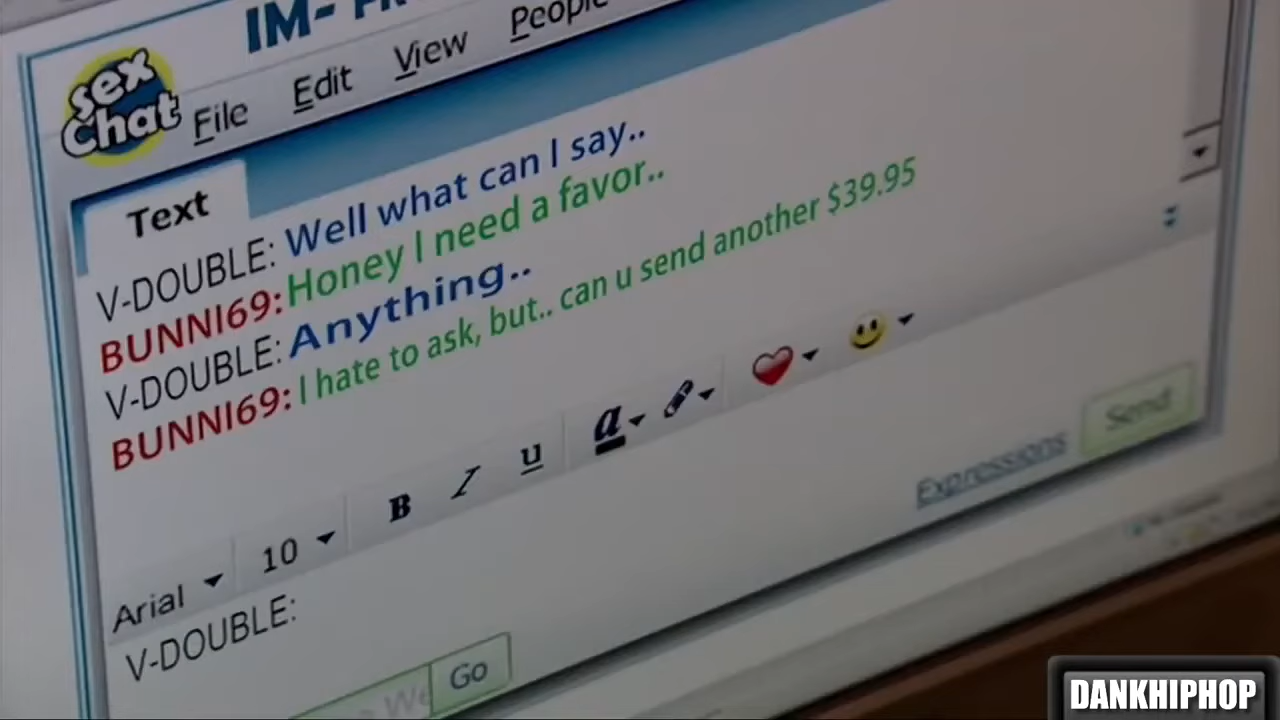 IM-
sex
Chat
File Edit View People
Text
V-DOUBLE: Well what can I say..
BUNNI69: Honey I need a favor..
V-DOUBLE: Anything..
BUNNI69: I hate to ask, but.. can u send another $39.95
B I U a
Arial 10
Expressions Send
V-DOUBLE:
Go
DANKHIPHOP